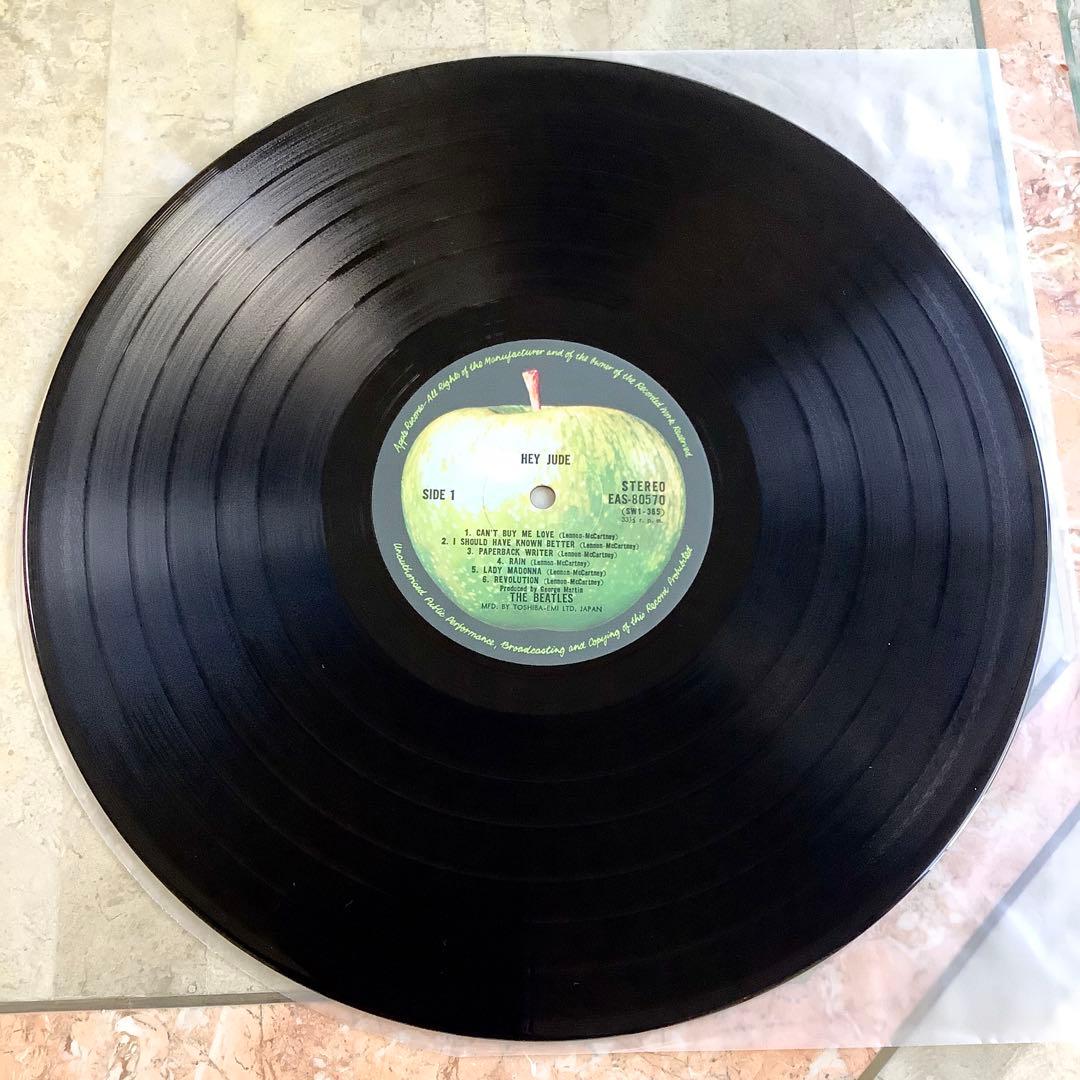 Apple Records-All Rights of the Manufacturer and of the Owner of the Recorded Work Reserved
HEY JUDE
SIDE 1
STEREO
EAS-80570
(SW1-385)
33⅓ r. p. m.
1. CAN'T BUY ME LOVE (Lennon-McCartney)
2. I SHOULD HAVE KNOWN BETTER (Lennon-McCartney)
3. PAPERBACK WRITER (Lennon-McCartney)
4. RAIN (Lennon-McCartney)
5. LADY MADONNA (Lennon-McCartney)
6. REVOLUTION (Lennon-McCartney)
Produced by George Martin
THE BEATLES
MFD. BY TOSHIBA-EMI LTD. JAPAN
Unauthorised Public Performance, Broadcasting and Copying of this Record Prohibited